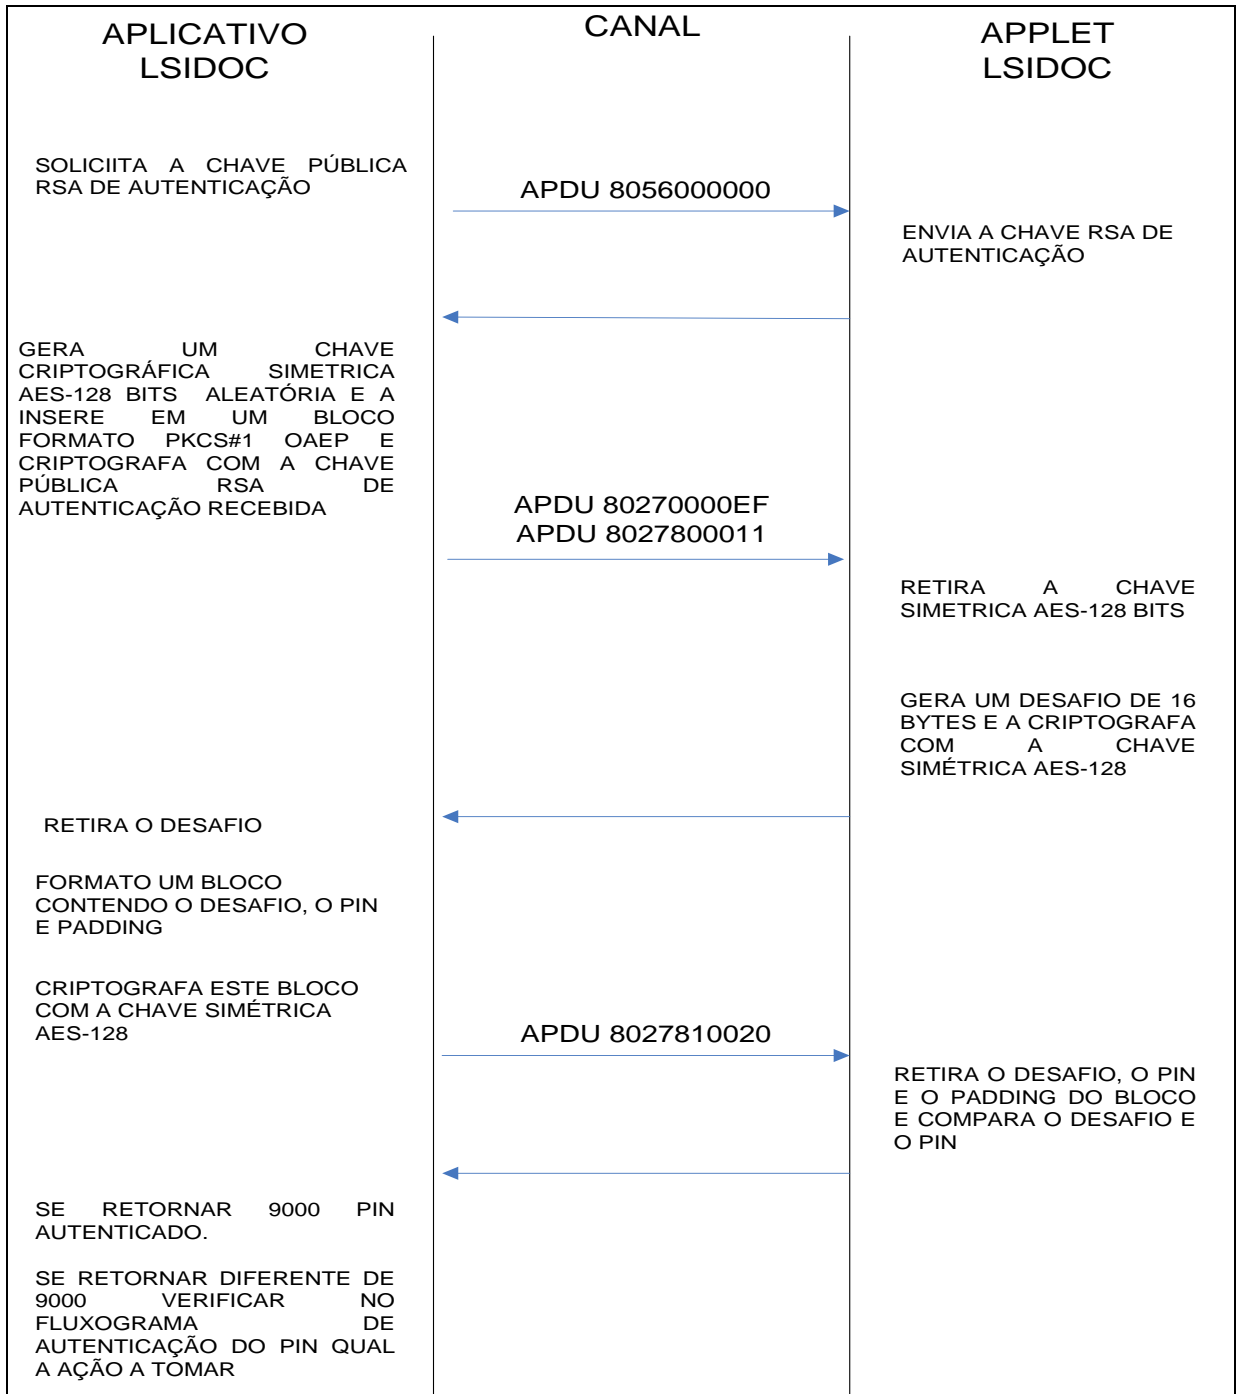 APLICATIVO
LSIDOC
CANAL
APPLET
LSIDOC
SOLICIITA A CHAVE PÚBLICA
RSA DE AUTENTICAÇÃO
APDU 8056000000
ENVIA A CHAVE RSA DE
AUTENTICAÇÃO
GERA UM CHAVE
CRIPTOGRÁFICA SIMETRICA
AES-128 BITS ALEATÓRIA E A
INSERE EM UM BLOCO
FORMATO PKCS#1 OAEP E
CRIPTOGRAFA COM A CHAVE
PÚBLICA RSA DE
AUTENTICAÇÃO RECEBIDA
APDU 80270000EF
APDU 8027800011
RETIRA A CHAVE
SIMETRICA AES-128 BITS
GERA UM DESAFIO DE 16
BYTES E A CRIPTOGRAFA
COM A CHAVE
SIMÉTRICA AES-128
RETIRA O DESAFIO
FORMATO UM BLOCO
CONTENDO O DESAFIO, O PIN
E PADDING
CRIPTOGRAFA ESTE BLOCO
COM A CHAVE SIMÉTRICA
AES-128
APDU 8027810020
RETIRA O DESAFIO, O PIN
E O PADDING DO BLOCO
E COMPARA O DESAFIO E
O PIN
SE RETORNAR 9000 PIN
AUTENTICADO.
SE RETORNAR DIFERENTE DE
9000 VERIFICAR NO
FLUXOGRAMA DE
AUTENTICAÇÃO DO PIN QUAL
A AÇÃO A TOMAR